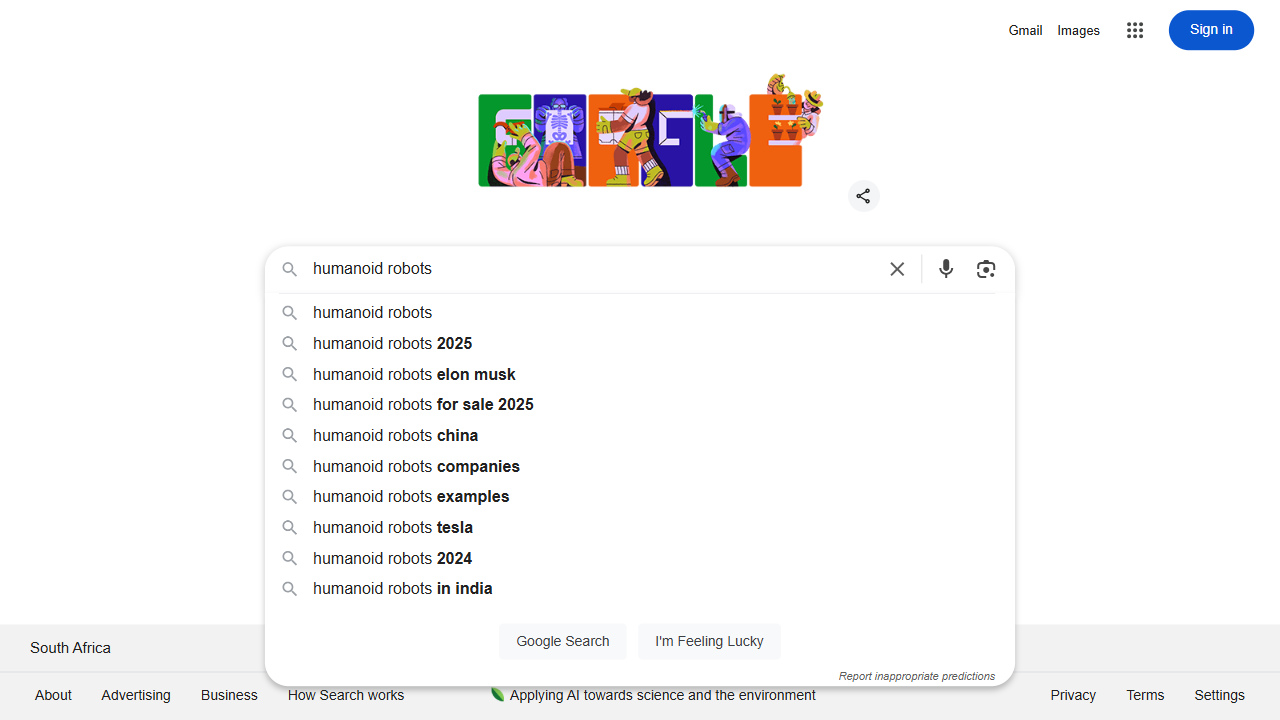 Gmail Images Sign in
humanoid robots
humanoid robots
humanoid robots 2025
humanoid robots elon musk
humanoid robots for sale 2025
humanoid robots china
humanoid robots companies
humanoid robots examples
humanoid robots tesla
humanoid robots 2024
humanoid robots in india
Google Search I'm Feeling Lucky
South Africa
Report inappropriate predictions
About Advertising Business How Search works Applying AI towards science and the environment Privacy Terms Settings